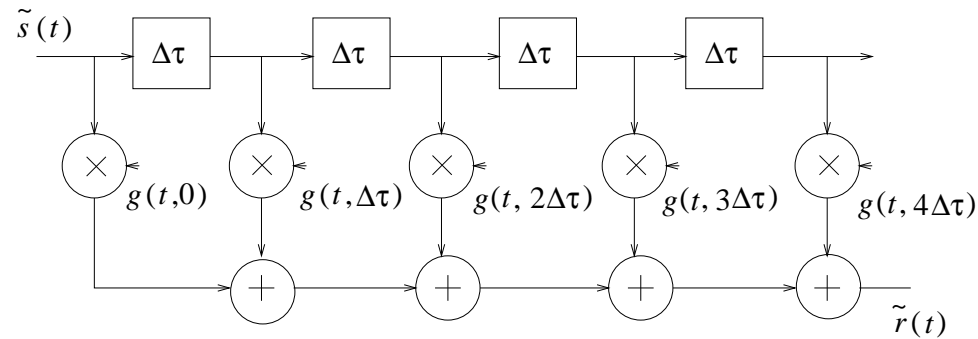 s̃(t)
Δτ Δτ Δτ Δτ
× × × × ×
g(t,0) g(t,Δτ) g(t, 2Δτ) g(t, 3Δτ) g(t, 4Δτ)
+ + + +
r̃(t)